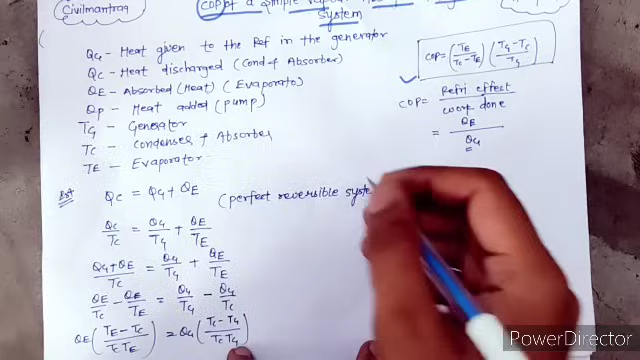 Civilmantraa
COP of a simple Vapour
System
QG - Heat given to the Ref in the generator
QC - Heat discharged (Cond & Absorber)
QE - Absorbed (Heat) (Evaporato)
QP - Heat added (pump)
TG - Generator
TC - Condenser & Absorber
TE - Evaporator
COP = (TE/TC-TE) (TG-TC/TG)
COP = Refri effect/work done
= QE/QG
QC = QG + QE (perfect reversible syste
QC/TC = QG/TG + QE/TE
QG+QE/TC = QG/TG + QE/TE
QE/TC - QE/TE = QG/TG - QG/TC
QE (TE-TC/TCTE) = QG (TC-TG/TCTG)
PowerDirector